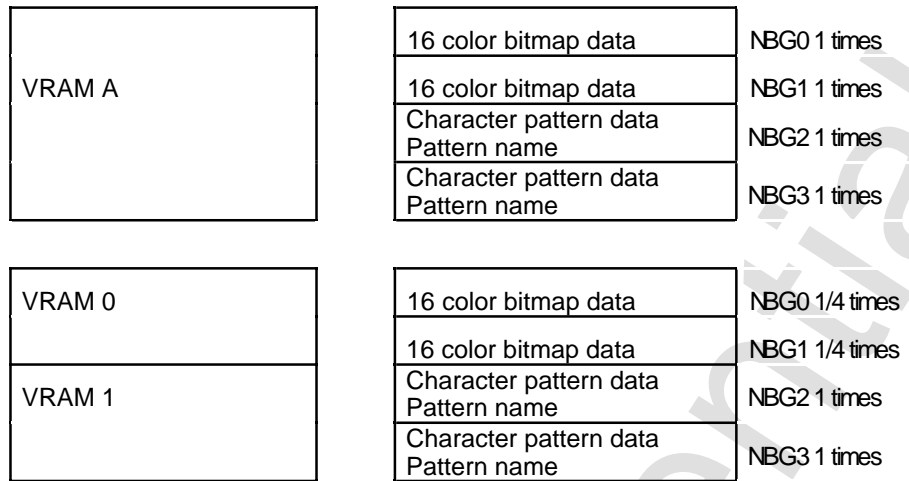 16 color bitmap data NBG0 1 times
VRAM A 16 color bitmap data NBG1 1 times
Character pattern data
Pattern name NBG2 1 times
Character pattern data
Pattern name NBG3 1 times
VRAM 0 16 color bitmap data NBG0 1/4 times
16 color bitmap data NBG1 1/4 times
VRAM 1 Character pattern data
Pattern name NBG2 1 times
Character pattern data
Pattern name NBG3 1 times